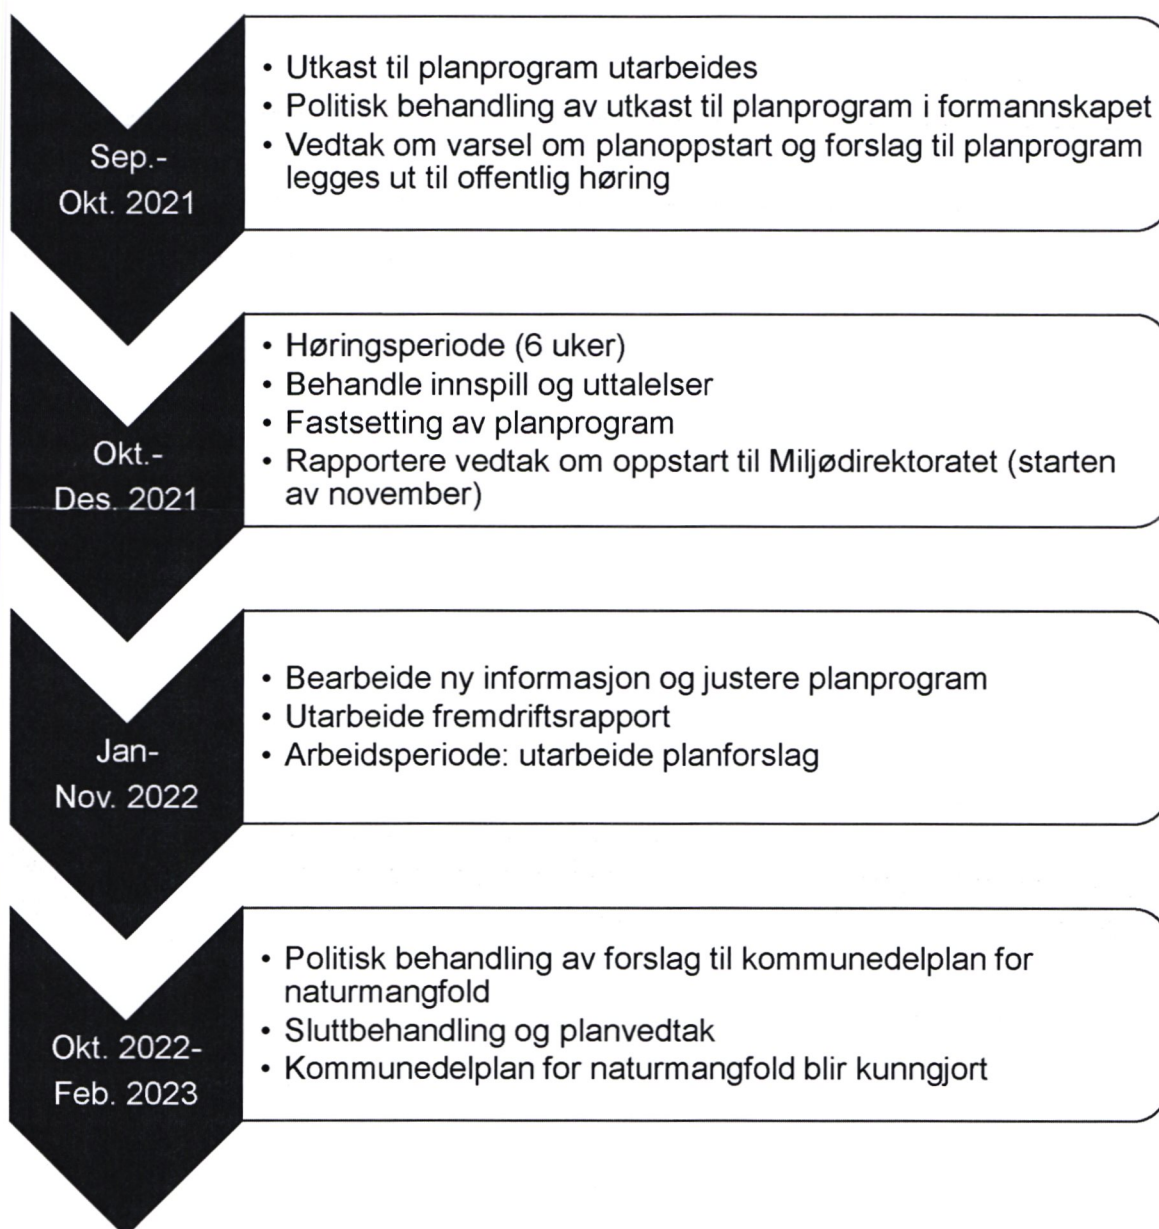 Sep.-
Okt. 2021
• Utkast til planprogram utarbeides
• Politisk behandling av utkast til planprogram i formannskapet
• Vedtak om varsel om planoppstart og forslag til planprogram
legges ut til offentlig høring
Okt.-
Des. 2021
• Høringsperiode (6 uker)
• Behandle innspill og uttalelser
• Fastsetting av planprogram
• Rapportere vedtak om oppstart til Miljødirektoratet (starten
av november)
Jan-
Nov. 2022
• Bearbeide ny informasjon og justere planprogram
• Utarbeide fremdriftsrapport
• Arbeidsperiode: utarbeide planforslag
Okt. 2022-
Feb. 2023
• Politisk behandling av forslag til kommunedelplan for
naturmangfold
• Sluttbehandling og planvedtak
• Kommunedelplan for naturmangfold blir kunngjort